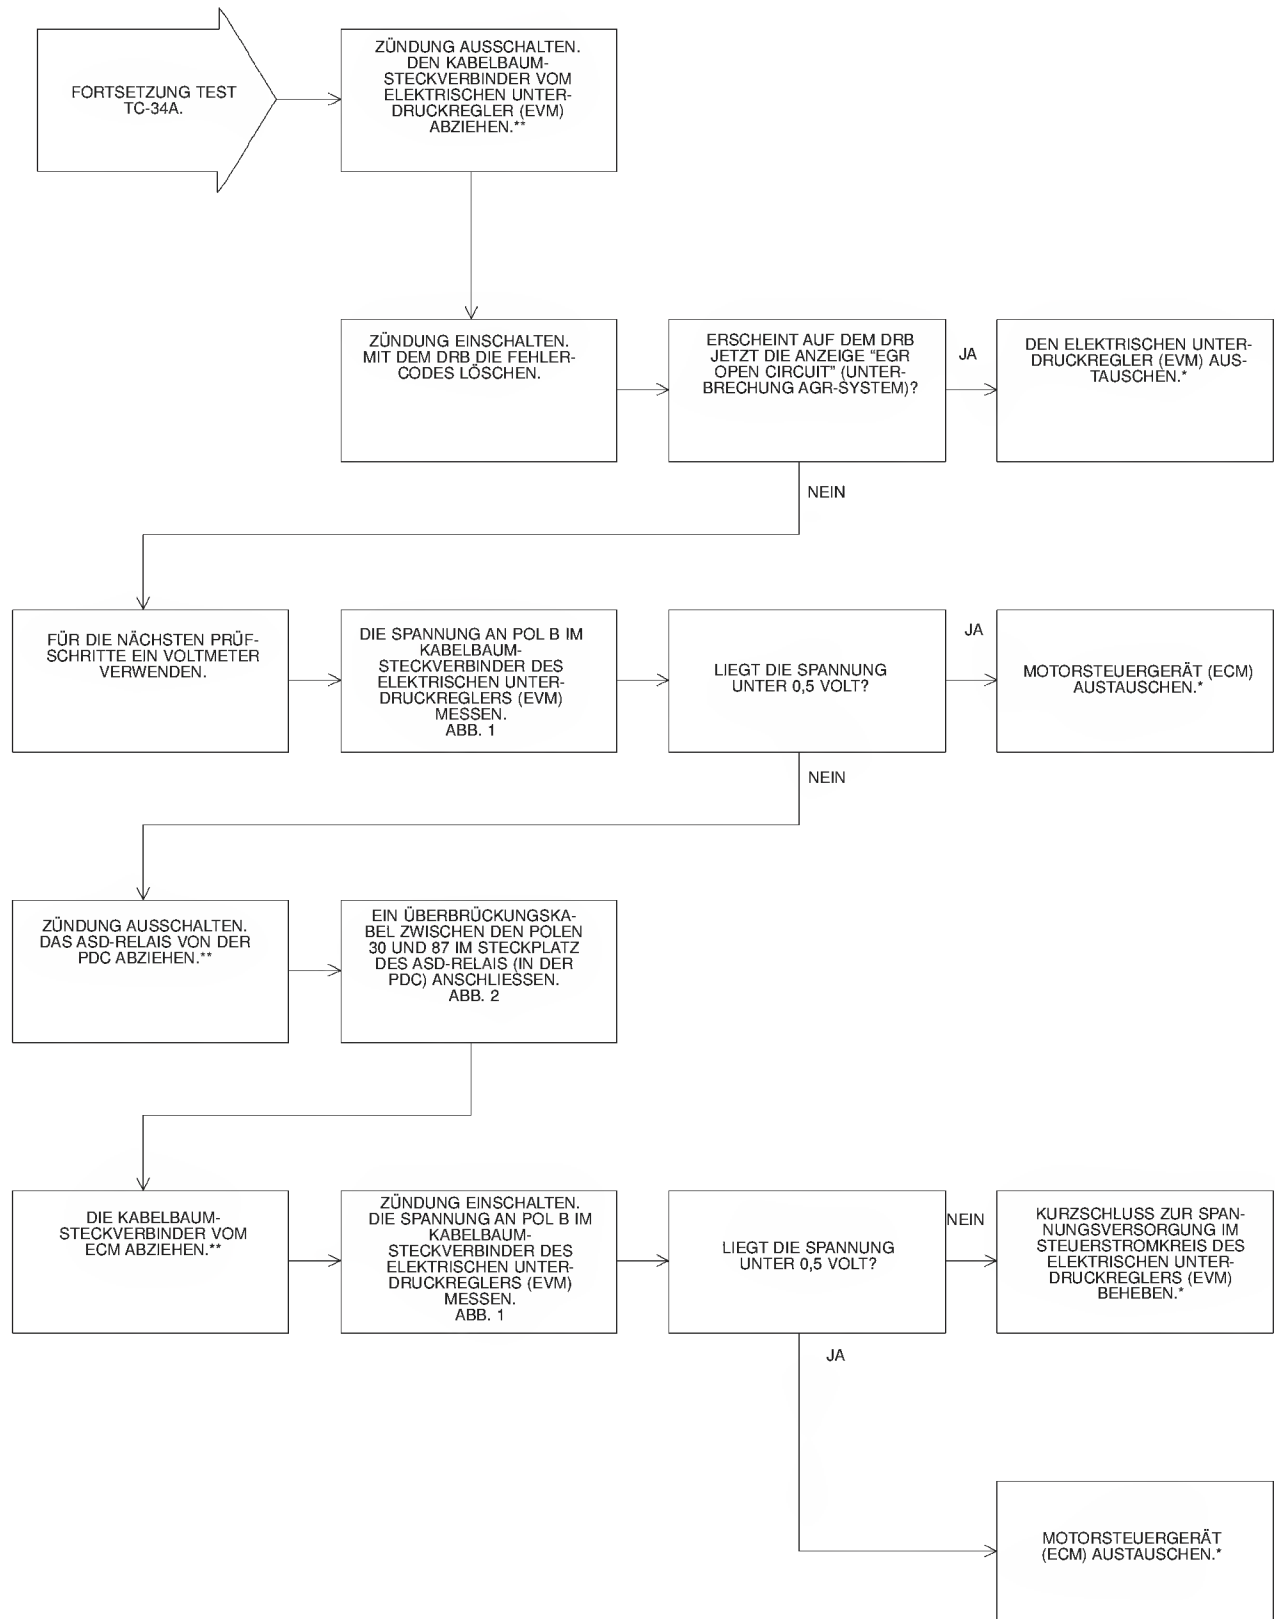 FORTSETZUNG TEST
TC-34A.
ZÜNDUNG AUSSCHALTEN.
DEN KABELBAUM-
STECKVERBINDER VOM
ELEKTRISCHEN UNTER-
DRUCKREGLER (EVM)
ABZIEHEN.**
ZÜNDUNG EINSCHALTEN.
MIT DEM DRB DIE FEHLER-
CODES LÖSCHEN.
ERSCHEINT AUF DEM DRB
JETZT DIE ANZEIGE “EGR
OPEN CIRCUIT” (UNTER-
BRECHUNG AGR-SYSTEM)?
JA
DEN ELEKTRISCHEN UNTER-
DRUCKREGLER (EVM) AUS-
TAUSCHEN.*
NEIN
FÜR DIE NÄCHSTEN PRÜF-
SCHRITTE EIN VOLTMETER
VERWENDEN.
DIE SPANNUNG AN POL B IM
KABELBAUM-
STECKVERBINDER DES
ELEKTRISCHEN UNTER-
DRUCKREGLERS (EVM)
MESSEN.
ABB. 1
LIEGT DIE SPANNUNG
UNTER 0,5 VOLT?
JA
MOTORSTEUERGERÄT (ECM)
AUSTAUSCHEN.*
NEIN
ZÜNDUNG AUSSCHALTEN.
DAS ASD-RELAIS VON DER
PDC ABZIEHEN.**
EIN ÜBERBRÜCKUNGSKA-
BEL ZWISCHEN DEN POLEN
30 UND 87 IM STECKPLATZ
DES ASD-RELAIS (IN DER
PDC) ANSCHLIESSEN.
ABB. 2
DIE KABELBAUM-
STECKVERBINDER VOM
ECM ABZIEHEN.**
ZÜNDUNG EINSCHALTEN.
DIE SPANNUNG AN POL B IM
KABELBAUM-
STECKVERBINDER DES
ELEKTRISCHEN UNTER-
DRUCKREGLERS (EVM)
MESSEN.
ABB. 1
LIEGT DIE SPANNUNG
UNTER 0,5 VOLT?
NEIN
KURZSCHLUSS ZUR SPAN-
NUNGSVERSORGUNG IM
STEUERSTROMKREIS DES
ELEKTRISCHEN UNTER-
DRUCKREGLERS (EVM)
BEHEBEN.*
JA
MOTORSTEUERGERÄT
(ECM) AUSTAUSCHEN.*